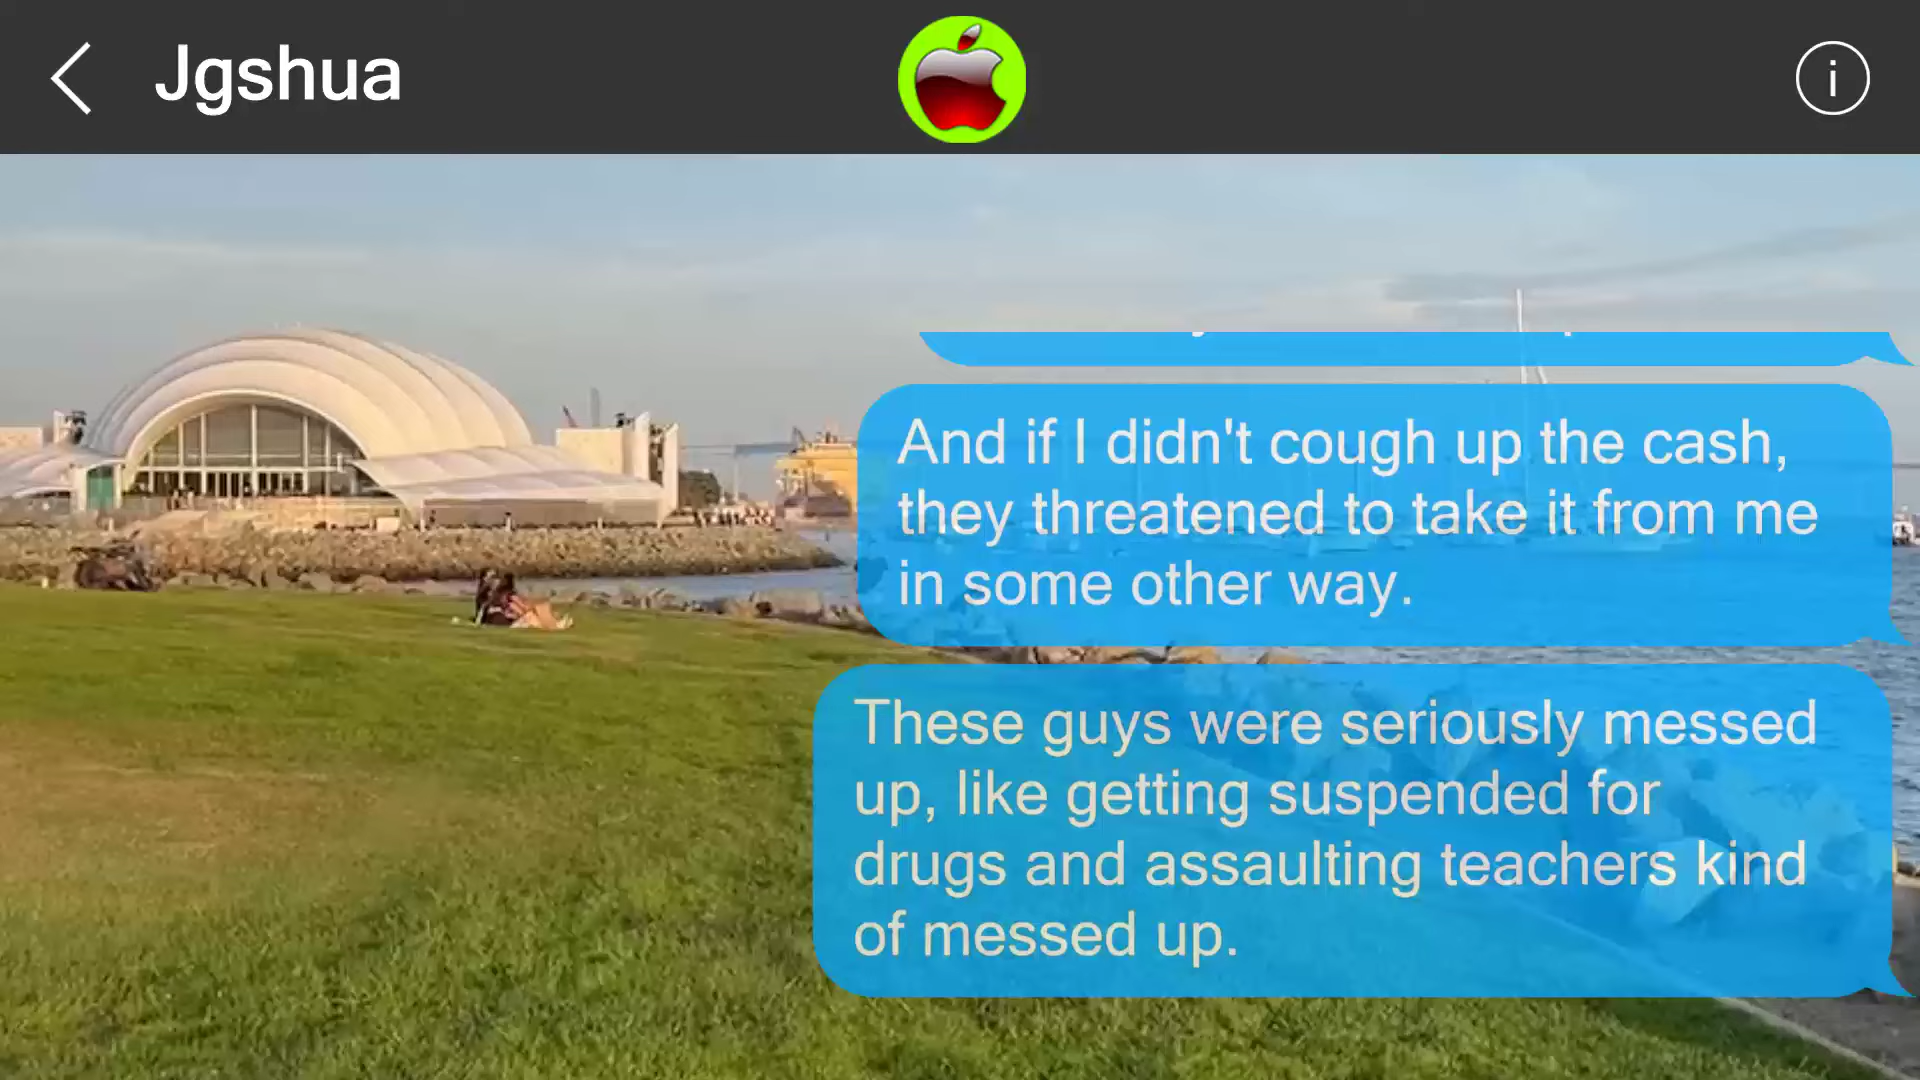 Jgshua
And if I didn't cough up the cash,
they threatened to take it from me
in some other way.
These guys were seriously messed
up, like getting suspended for
drugs and assaulting teachers kind
of messed up.